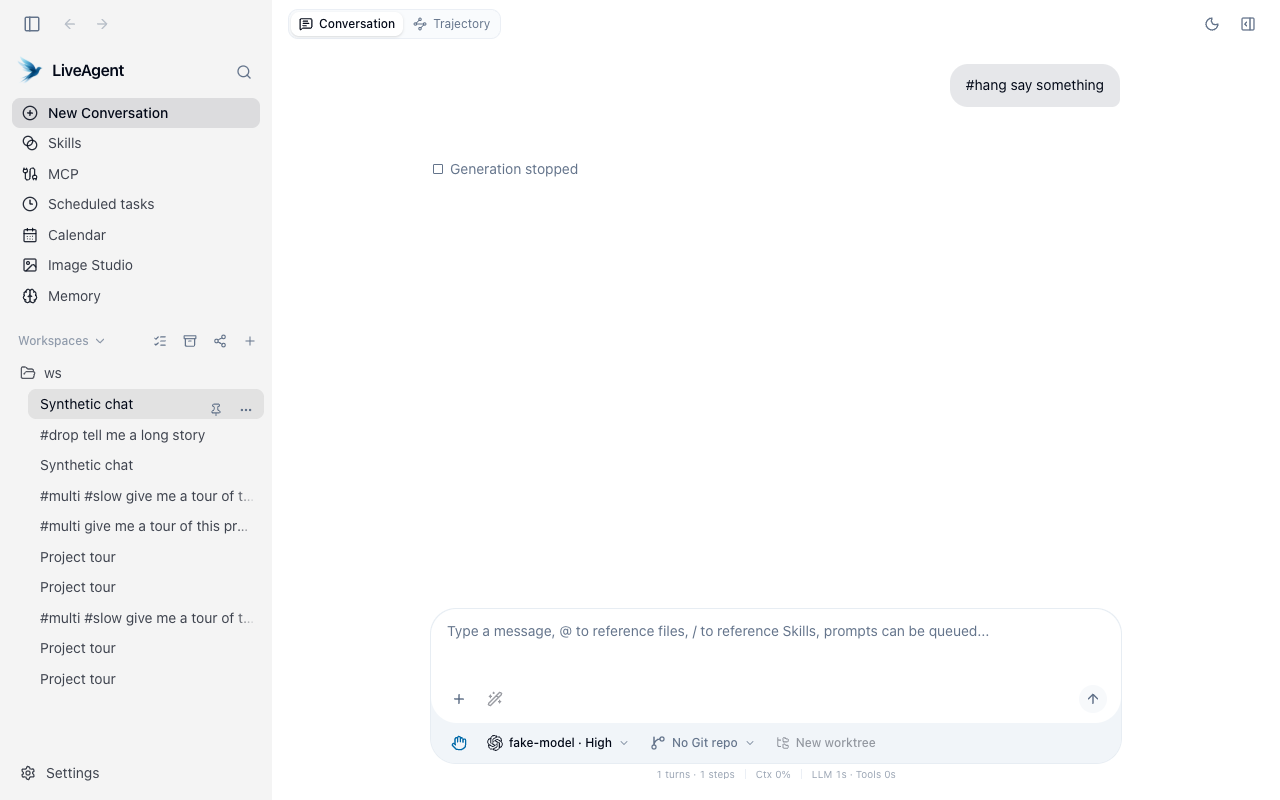 Conversation
Trajectory
LiveAgent
New Conversation
Skills
MCP
Scheduled tasks
Calendar
Image Studio
Memory
Workspaces
ws
Synthetic chat
#drop tell me a long story
Synthetic chat
#multi #slow give me a tour of t...
#multi give me a tour of this pr...
Project tour
Project tour
#multi #slow give me a tour of t...
Project tour
Project tour
Settings
#hang say something
Generation stopped
Type a message, @ to reference files, / to reference Skills, prompts can be queued...
fake-model · High
No Git repo
New worktree
1 turns · 1 steps
Ctx 0%
LLM 1s · Tools 0s